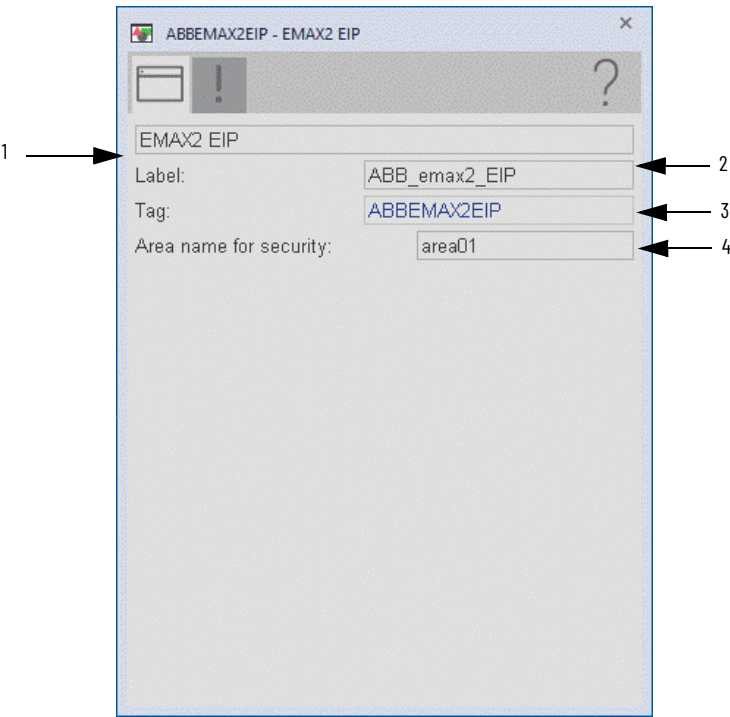 ABBEMAX2EIP - EMAX2 EIP
×
!
?
EMAX2 EIP
1
Label: ABB_emax2_EIP
2
Tag: ABBEMAX2EIP
3
Area name for security: area01
4